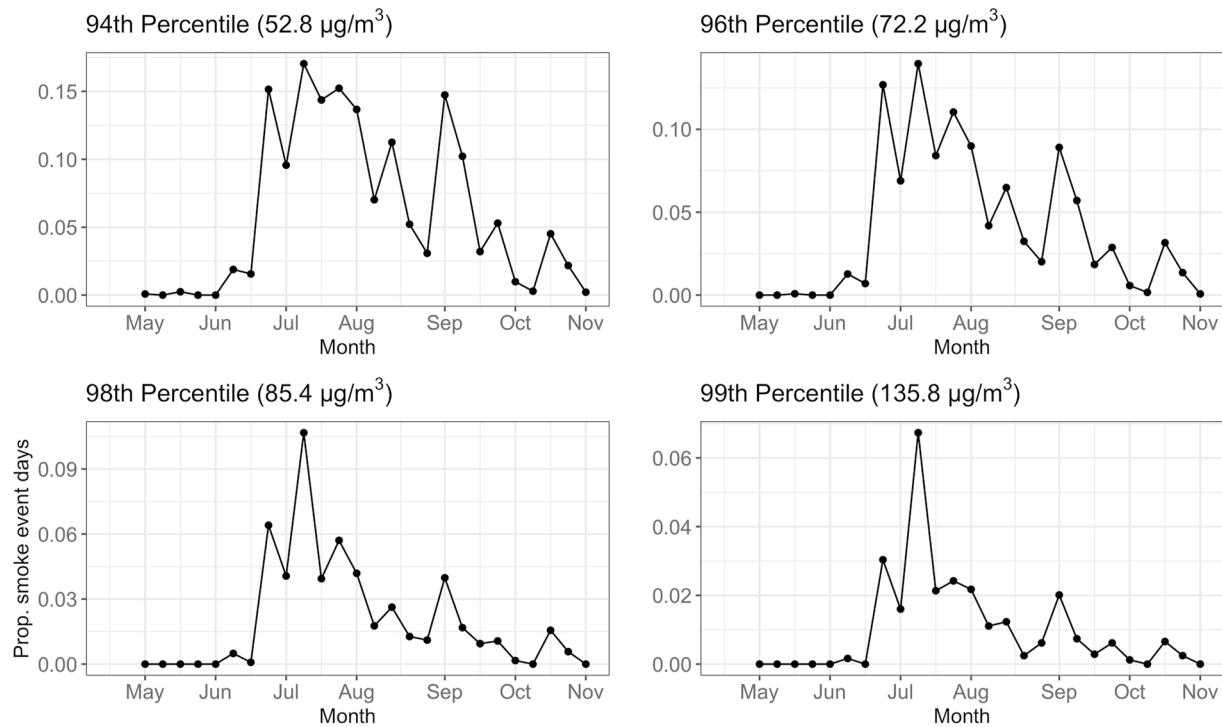 94th Percentile (52.8 µg/m³)
0.15
0.10
0.05
0.00
May Jun Jul Aug Sep Oct Nov
Month
96th Percentile (72.2 µg/m³)
0.10
0.05
0.00
May Jun Jul Aug Sep Oct Nov
Month
98th Percentile (85.4 µg/m³)
Prop. smoke event days
0.09
0.06
0.03
0.00
May Jun Jul Aug Sep Oct Nov
Month
99th Percentile (135.8 µg/m³)
0.06
0.04
0.02
0.00
May Jun Jul Aug Sep Oct Nov
Month